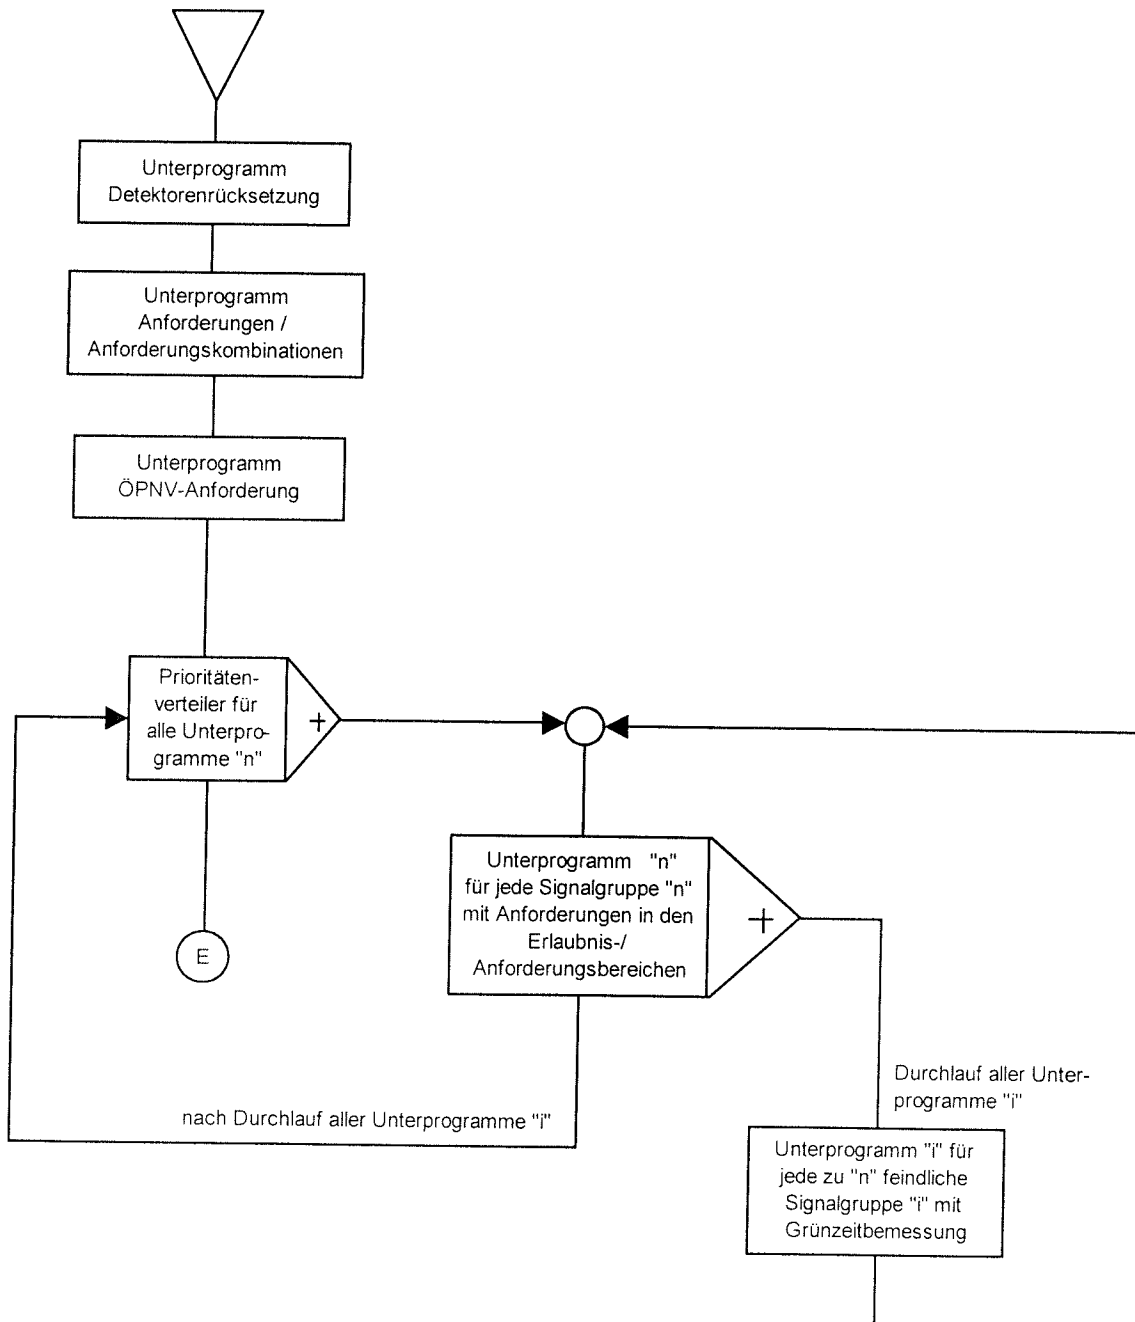 Unterprogramm
Detektorenrücksetzung
Unterprogramm
Anforderungen /
Anforderungskombinationen
Unterprogramm
ÖPNV-Anforderung
Prioritäten-
verteiler für
alle Unterpro-
gramme "n"
+
E
Unterprogramm "n"
für jede Signalgruppe "n"
mit Anforderungen in den
Erlaubnis-/
Anforderungsbereichen
+
nach Durchlauf aller Unterprogramme "i"
Durchlauf aller Unter-
programme "i"
Unterprogramm "i" für
jede zu "n" feindliche
Signalgruppe "i" mit
Grünzeitbemessung